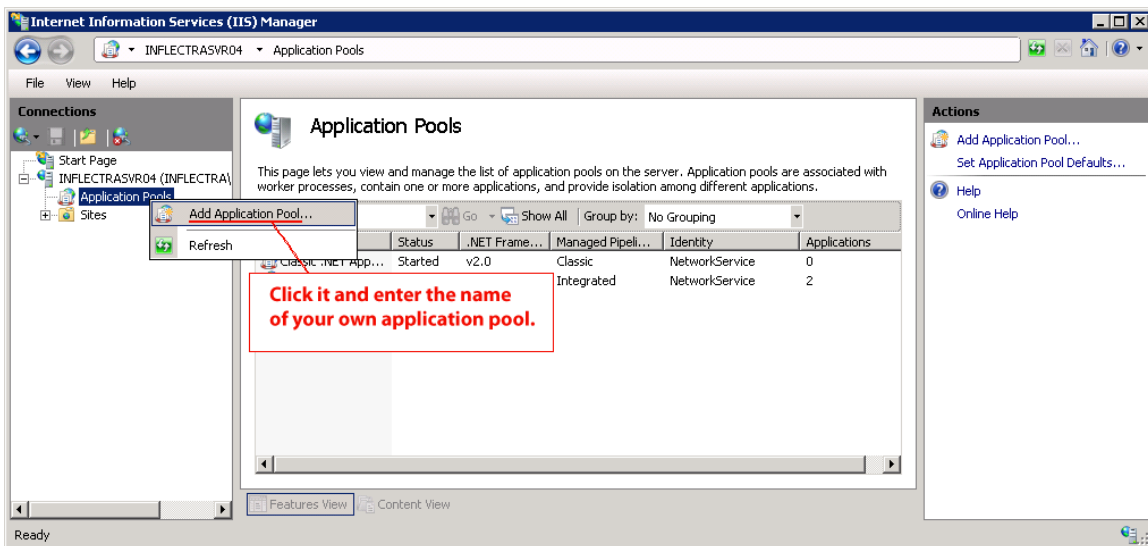 Internet Information Services (IIS) Manager
INFLECTRASVR04 Application Pools
File View Help
Connections
Start Page
INFLECTRASVR04 (INFLECTRA\
Application Pools
Sites
Add Application Pool...
Refresh
Application Pools
This page lets you view and manage the list of application pools on the server. Application pools are associated with
worker processes, contain one or more applications, and provide isolation among different applications.
Go Show All Group by: No Grouping
Status .NET Frame... Managed Pipeli... Identity Applications
Classic .NET App... Started v2.0 Classic NetworkService 0
Integrated NetworkService 2
Click it and enter the name
of your own application pool.
Features View Content View
Actions
Add Application Pool...
Set Application Pool Defaults...
Help
Online Help
Ready